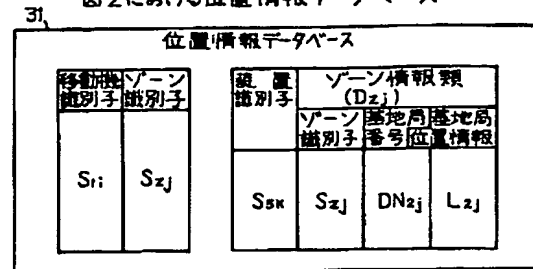 図2における位置情報データベース
31
位置情報データベース
移動機 ゾーン
識別子 識別子
Sti Szj
装置 ゾーン情報類
識別子 (Dzj)
ゾーン 基地局 基地局
識別子 番号 位置情報
SSK Szj DNzj Lzj